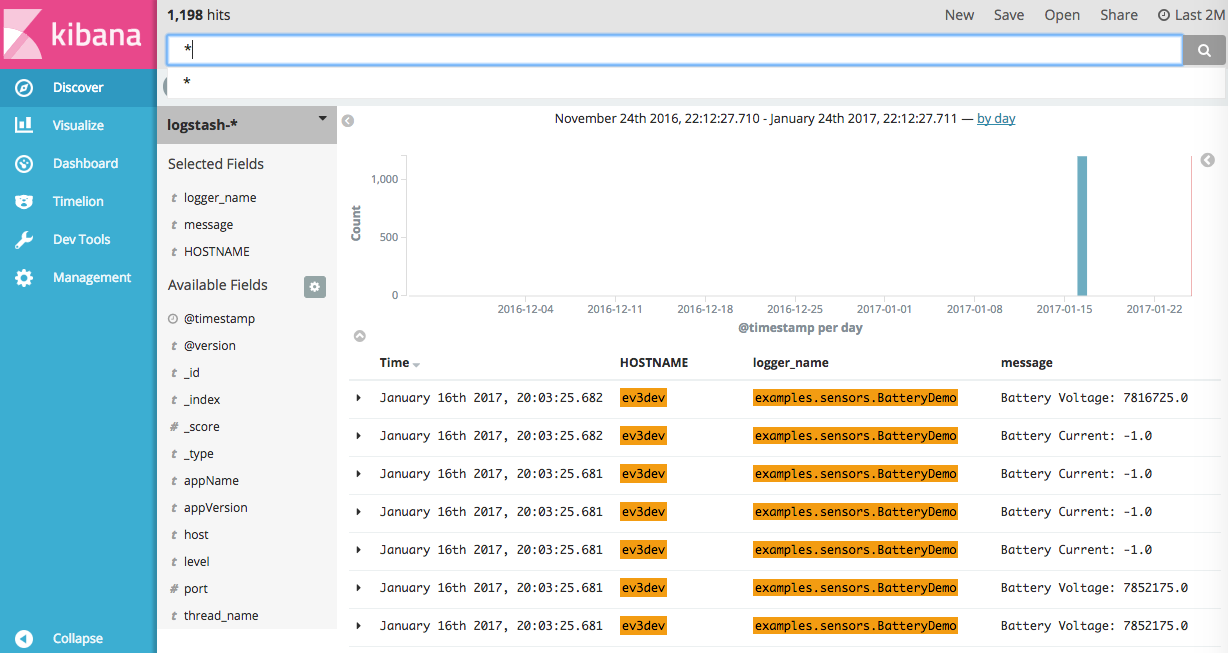 kibana
Discover
Visualize
Dashboard
Timelion
Dev Tools
Management
Collapse
1,198 hits
New Save Open Share Last 2M
*
*
logstash-*
Selected Fields
t logger_name
t message
t HOSTNAME
Available Fields
@timestamp
t @version
t _id
t _index
# _score
t _type
t appName
t appVersion
t host
t level
# port
t thread_name
November 24th 2016, 22:12:27.710 - January 24th 2017, 22:12:27.711 — by day
Count
1,000
500
0
2016-12-04 2016-12-11 2016-12-18 2016-12-25 2017-01-01 2017-01-08 2017-01-15 2017-01-22
@timestamp per day
Time HOSTNAME logger_name message
January 16th 2017, 20:03:25.682 ev3dev examples.sensors.BatteryDemo Battery Voltage: 7816725.0
January 16th 2017, 20:03:25.682 ev3dev examples.sensors.BatteryDemo Battery Current: -1.0
January 16th 2017, 20:03:25.681 ev3dev examples.sensors.BatteryDemo Battery Current: -1.0
January 16th 2017, 20:03:25.681 ev3dev examples.sensors.BatteryDemo Battery Current: -1.0
January 16th 2017, 20:03:25.681 ev3dev examples.sensors.BatteryDemo Battery Current: -1.0
January 16th 2017, 20:03:25.681 ev3dev examples.sensors.BatteryDemo Battery Voltage: 7852175.0
January 16th 2017, 20:03:25.681 ev3dev examples.sensors.BatteryDemo Battery Voltage: 7852175.0